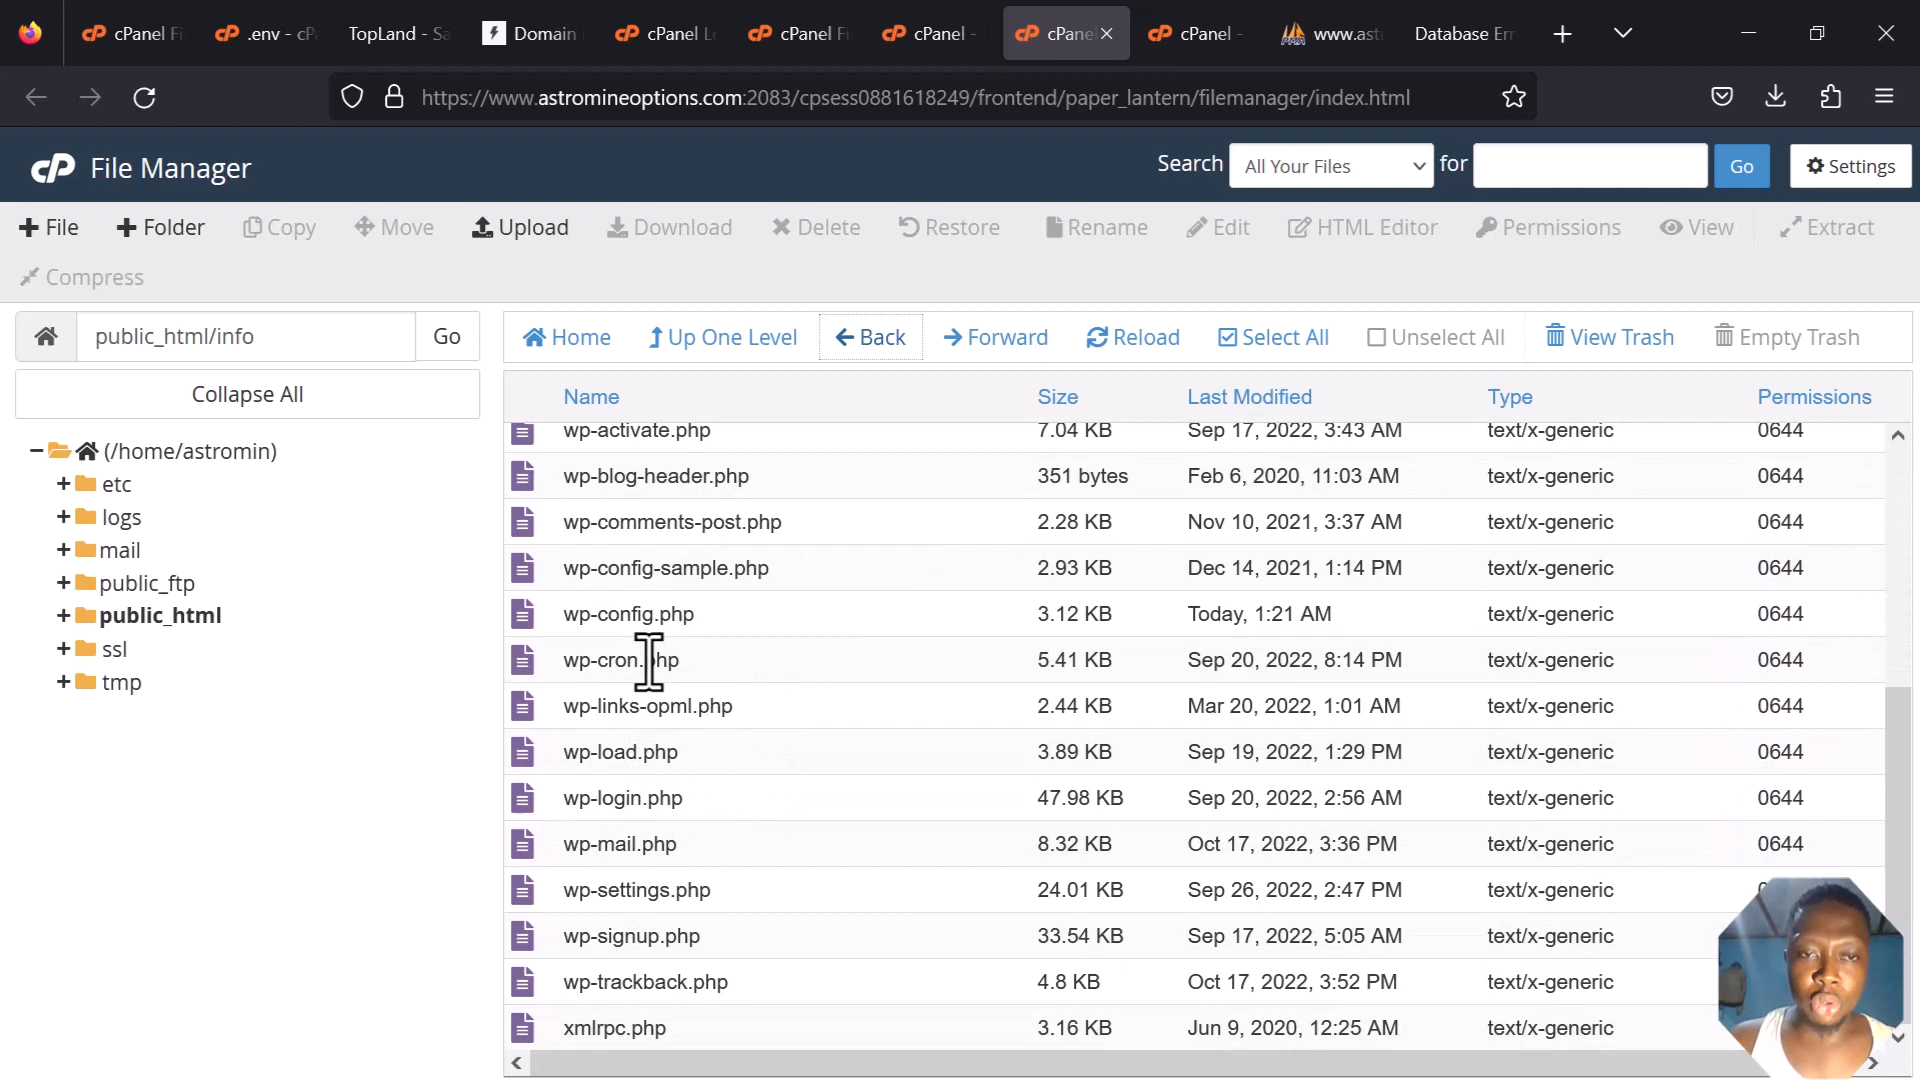 cPanel Fi
.env - cP
TopLand - Sa
Domain
cPanel Lo
cPanel Fi
cPanel -
cPanel
cPanel -
www.ast
Database Err
https://www.astromineoptions.com:2083/cpsess0881618249/frontend/paper_lantern/filemanager/index.html
cP File Manager
Search All Your Files for Go Settings
File Folder Copy Move Upload Download Delete Restore Rename Edit HTML Editor Permissions View Extract
Compress
public_html/info Go
Home Up One Level Back Forward Reload Select All Unselect All View Trash Empty Trash
Collapse All
(/home/astromin)
etc
logs
mail
public_ftp
public_html
ssl
tmp
Name Size Last Modified Type Permissions
wp-activate.php 7.04 KB Sep 17, 2022, 3:43 AM text/x-generic 0644
wp-blog-header.php 351 bytes Feb 6, 2020, 11:03 AM text/x-generic 0644
wp-comments-post.php 2.28 KB Nov 10, 2021, 3:37 AM text/x-generic 0644
wp-config-sample.php 2.93 KB Dec 14, 2021, 1:14 PM text/x-generic 0644
wp-config.php 3.12 KB Today, 1:21 AM text/x-generic 0644
wp-cron.php 5.41 KB Sep 20, 2022, 8:14 PM text/x-generic 0644
wp-links-opml.php 2.44 KB Mar 20, 2022, 1:01 AM text/x-generic 0644
wp-load.php 3.89 KB Sep 19, 2022, 1:29 PM text/x-generic 0644
wp-login.php 47.98 KB Sep 20, 2022, 2:56 AM text/x-generic 0644
wp-mail.php 8.32 KB Oct 17, 2022, 3:36 PM text/x-generic 0644
wp-settings.php 24.01 KB Sep 26, 2022, 2:47 PM text/x-generic
wp-signup.php 33.54 KB Sep 17, 2022, 5:05 AM text/x-generic
wp-trackback.php 4.8 KB Oct 17, 2022, 3:52 PM text/x-generic
xmlrpc.php 3.16 KB Jun 9, 2020, 12:25 AM text/x-generic